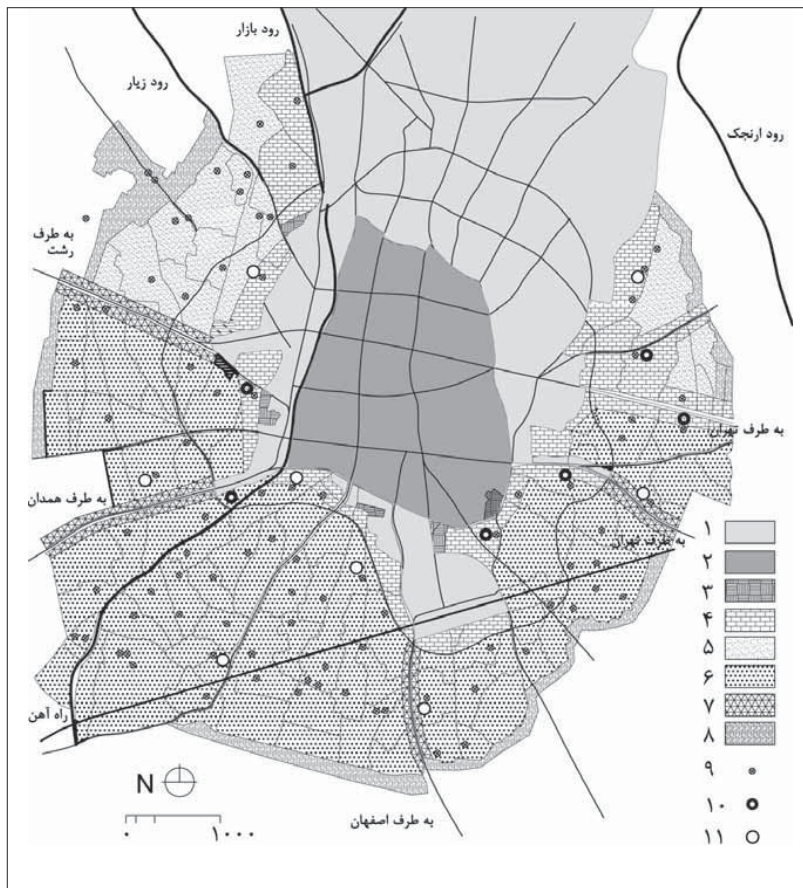 رود بازار
رود زیار
رود ارنجک
به طرف
رشت
به طرف تهران
به طرف همدان
به طرف تهران
راه آهن
به طرف اصفهان
N
۰ ۱۰۰۰
۱
۲
۳
۴
۵
۶
۷
۸
۹
۱۰
۱۱